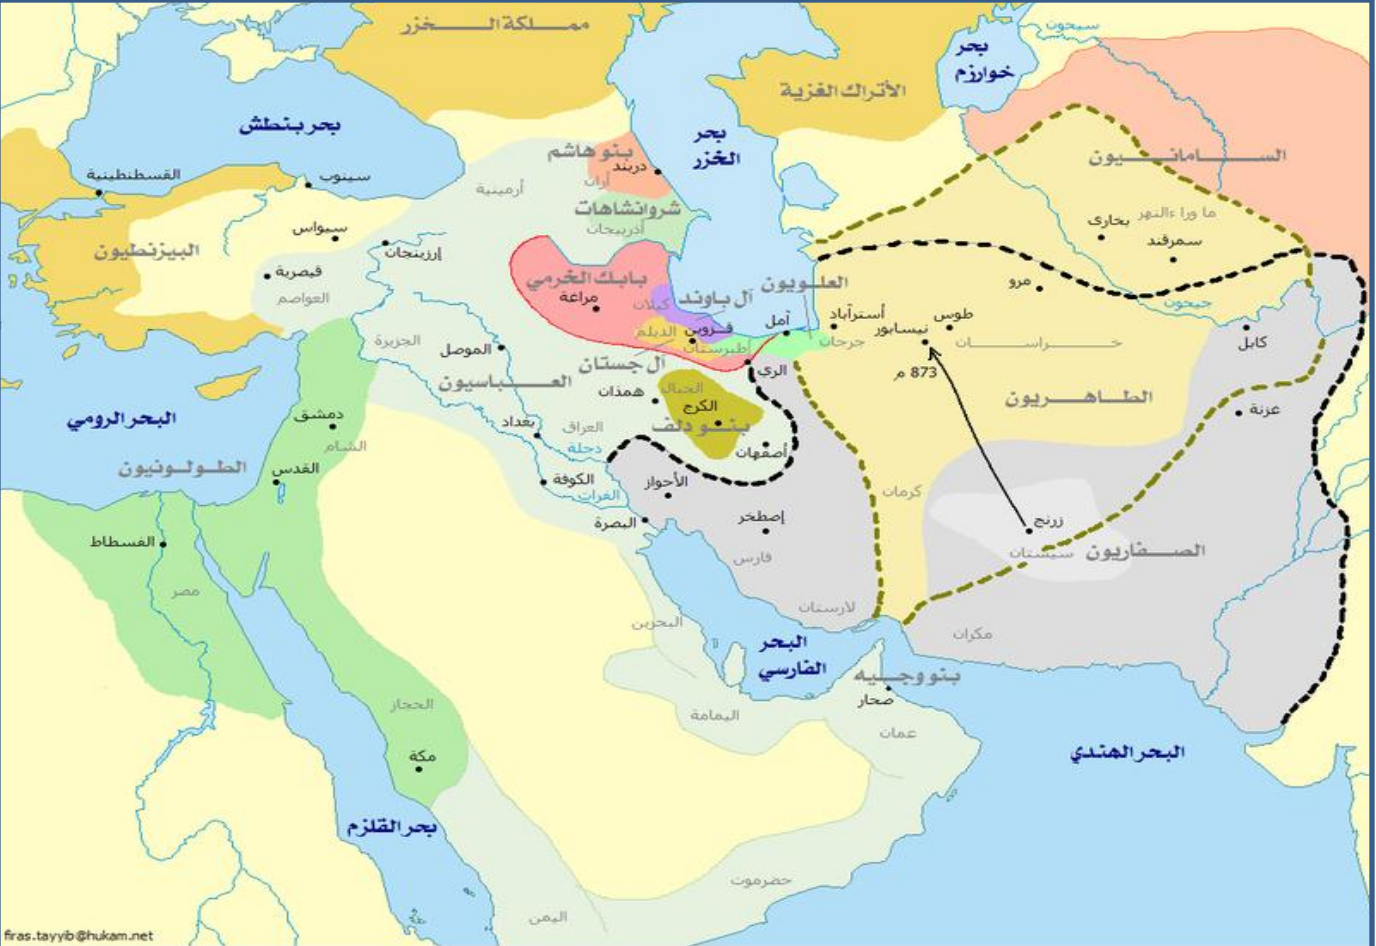 مملكة الخزر
سيحون
بحر
خوارزم
الأتراك الغزية
بحر بنطش
بحر
الخزر
بنو هاشم
دربند
أران
السامانيون
القسطنطينية
سينوب
أرمينية
شروانشاهات
أذربيجان
ما وراءالنهر
بخارى
سمرقند
سيواس
البيزنطيون
إرزينجان
قيصرية
العواصم
بابك الخرمي
مراغة
كيلان
آل باوند
العلويون
مرو
جيحون
الديلم
قزوين
آمل
أسترآباد
طوس
نيسابور
873 م
جرجان
خراسان
كابل
الجزيرة
الموصل
طبرستان
آل جستان
الري
العباسيون
همذان
الجبال
الكرج
بنو دلف
أصفهان
الطاهريون
غزنة
البحر الرومي
دمشق
الشام
بغداد
العراق
دجلة
الطولونيون
القدس
الكوفة
الفرات
الأحواز
كرمان
البصرة
إصطخر
فارس
زرنج
سيستان
الصفاريون
الفسطاط
مصر
لارستان
مكران
البحرين
البحر
الفارسي
بنو وجيه
صحار
الحجاز
اليمامة
عمان
مكة
البحر الهندي
بحر القلزم
حضرموت
اليمن
firas.tayyib@hukam.net